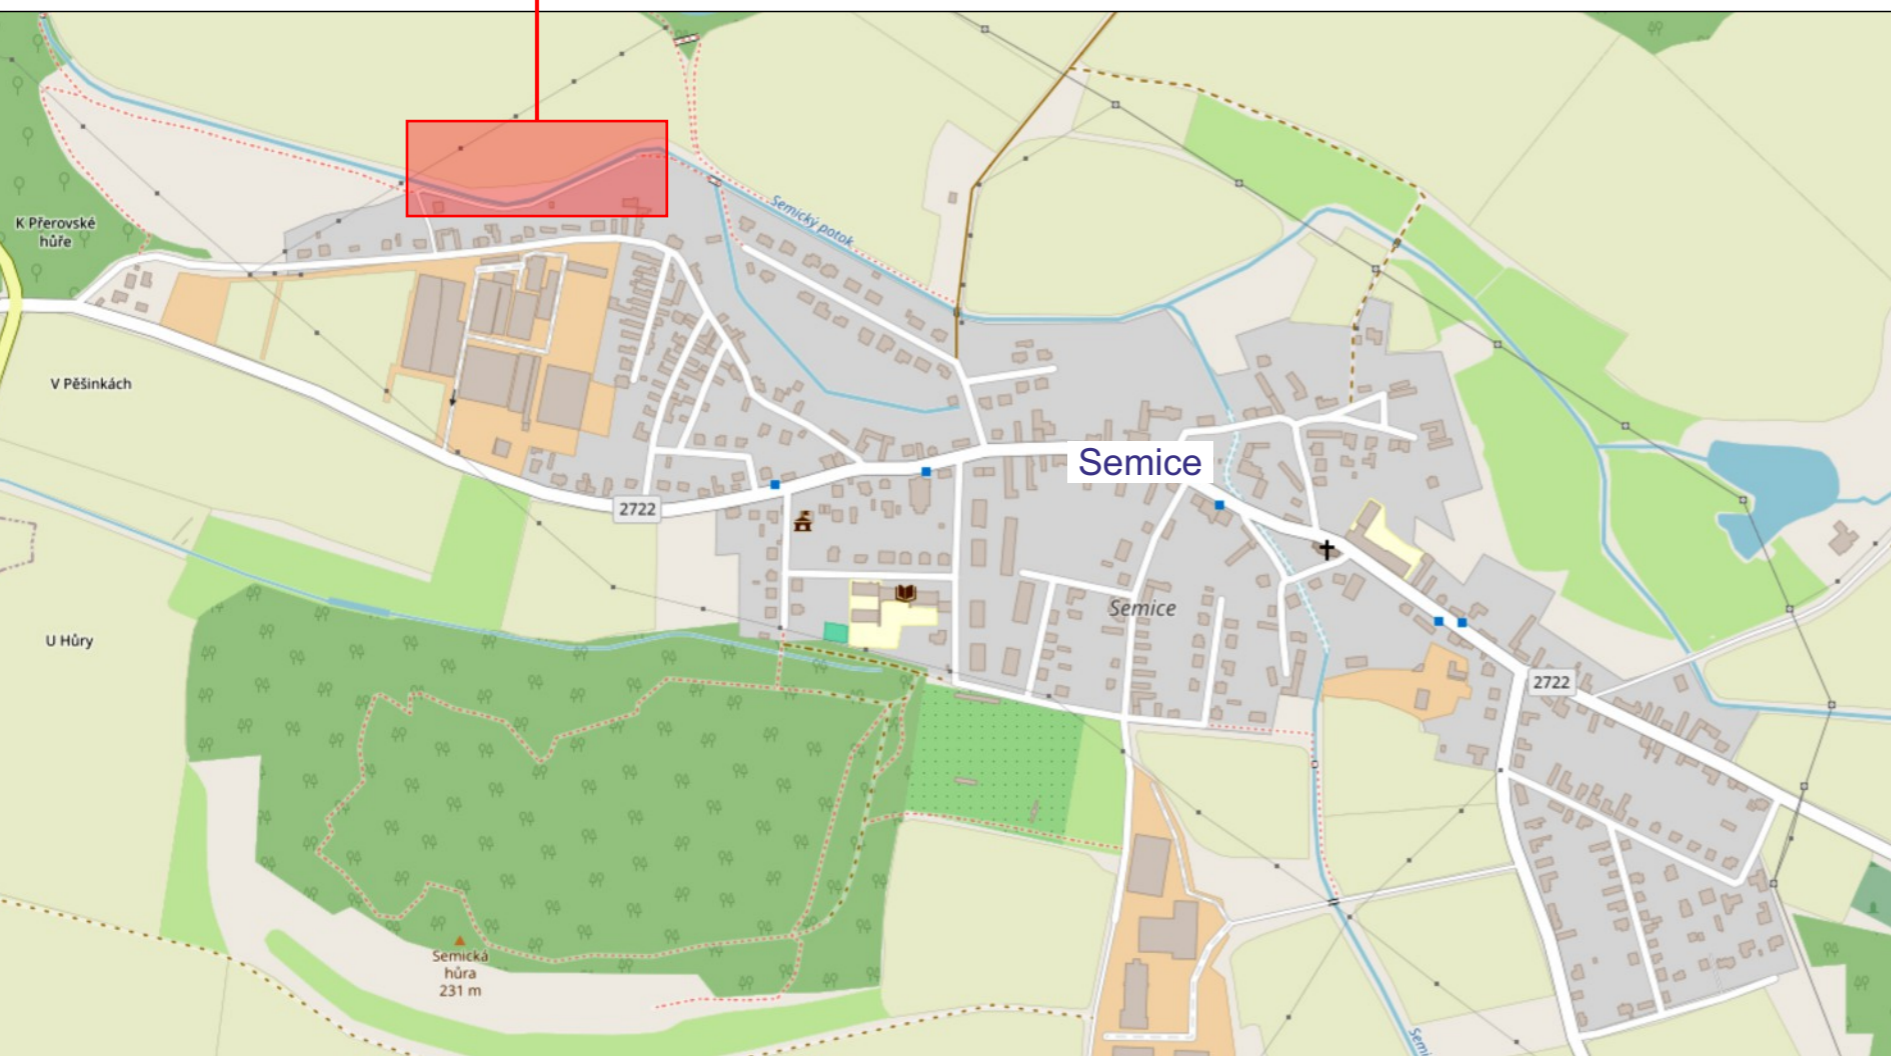 Semický potok
K Přerovské
hůře
V Pěšinkách
Semice
2722
Semice
U Hůry
2722
Semická
hůra
231 m
Semi